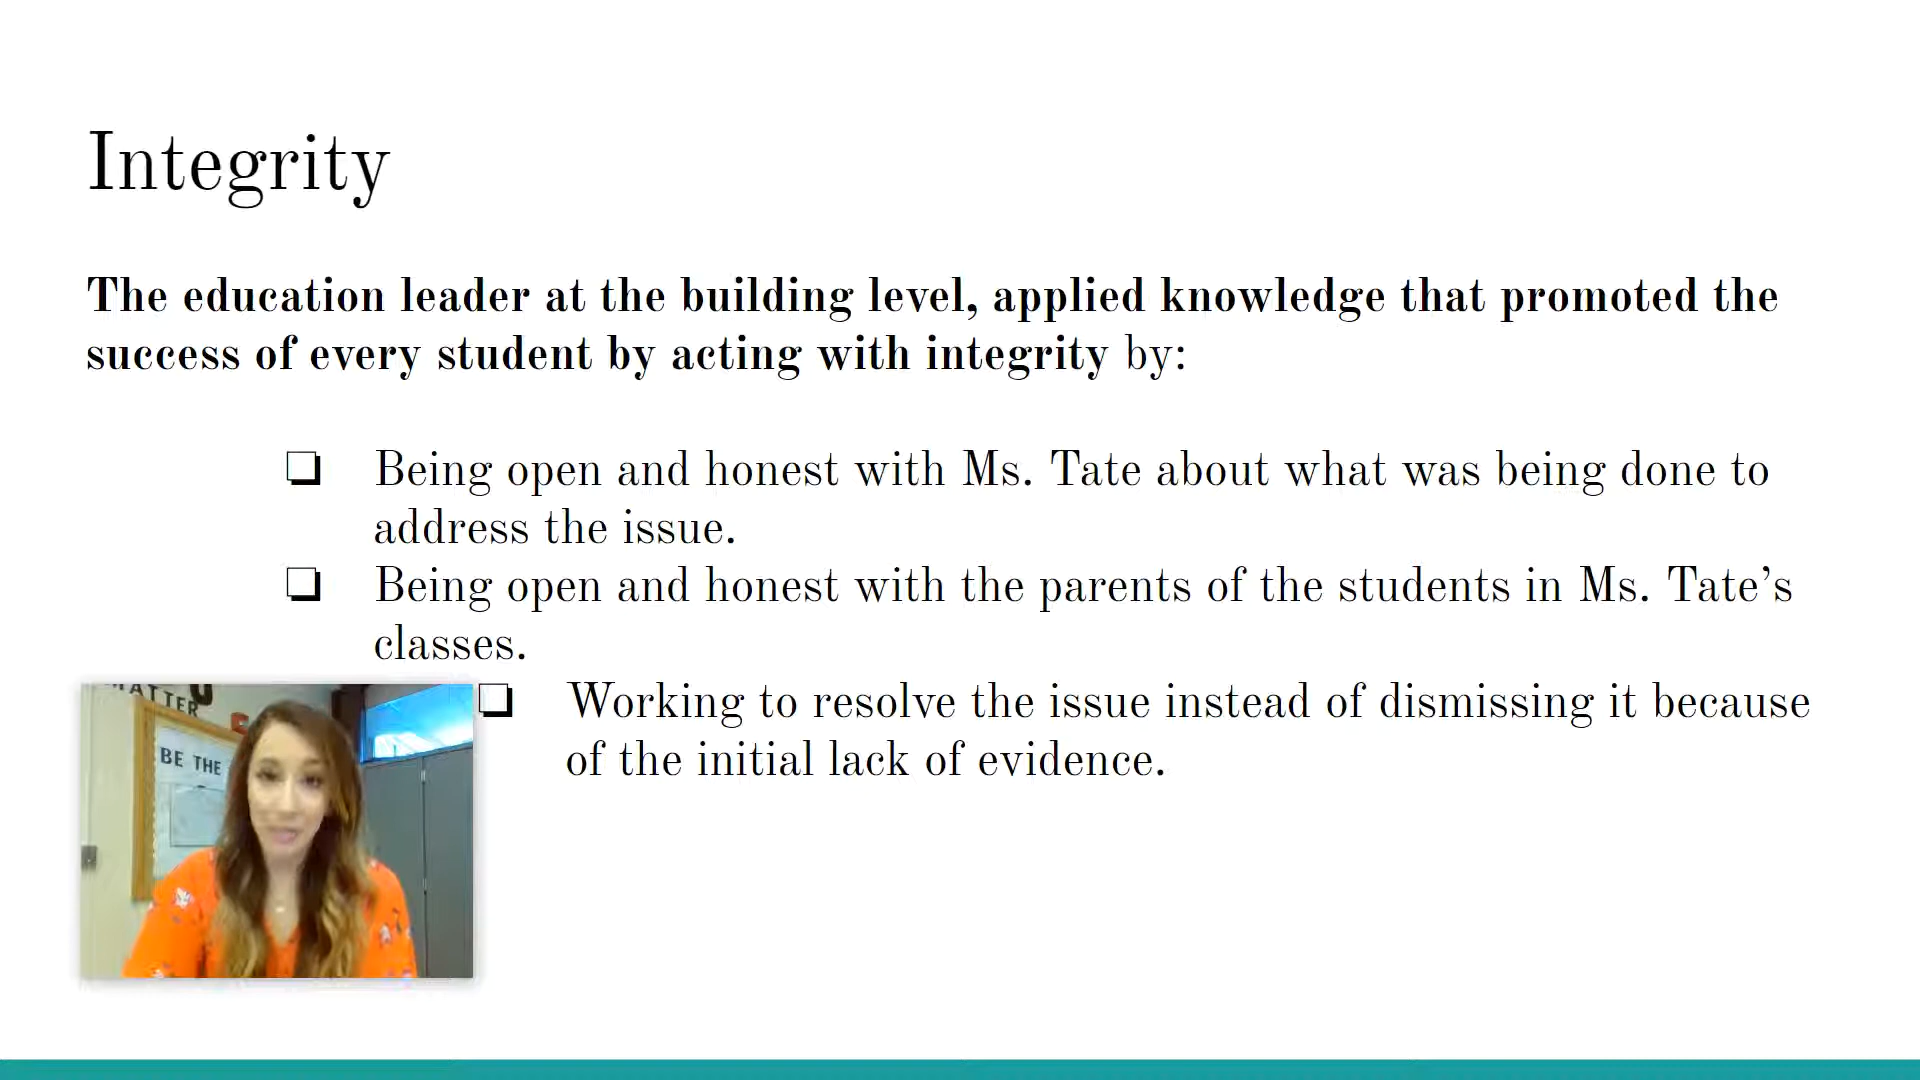 Integrity
The education leader at the building level, applied knowledge that promoted the
success of every student by acting with integrity by:
❏ Being open and honest with Ms. Tate about what was being done to
address the issue.
❏ Being open and honest with the parents of the students in Ms. Tate’s
classes.
❏ Working to resolve the issue instead of dismissing it because
of the initial lack of evidence.
MATTER
BE THE